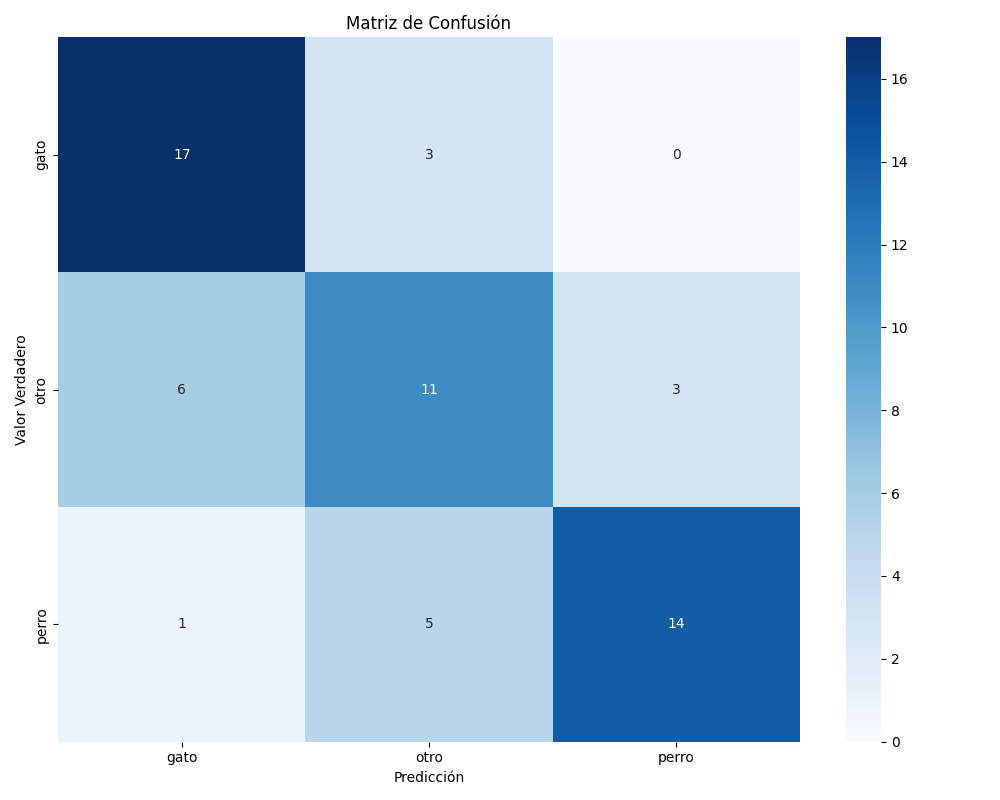 Matriz de Confusión
gato
17
3
0
otro
6
11
3
perro
1
5
14
Valor Verdadero
gato
otro
perro
Predicción
16
14
12
10
8
6
4
2
0